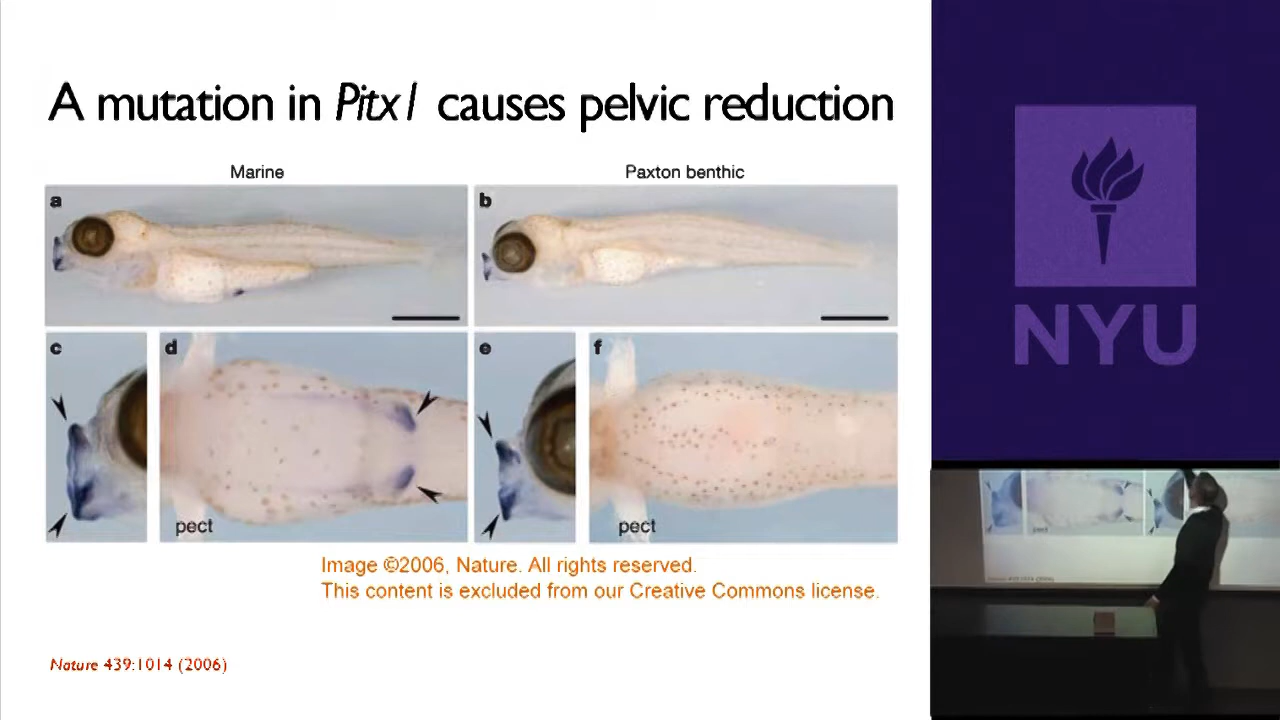 A mutation in Pitx1 causes pelvic reduction
Marine
Paxton benthic
a
b
c
d
e
f
pect
pect
Image ©2006, Nature. All rights reserved.
This content is excluded from our Creative Commons license.
Nature 439:1014 (2006)
NYU